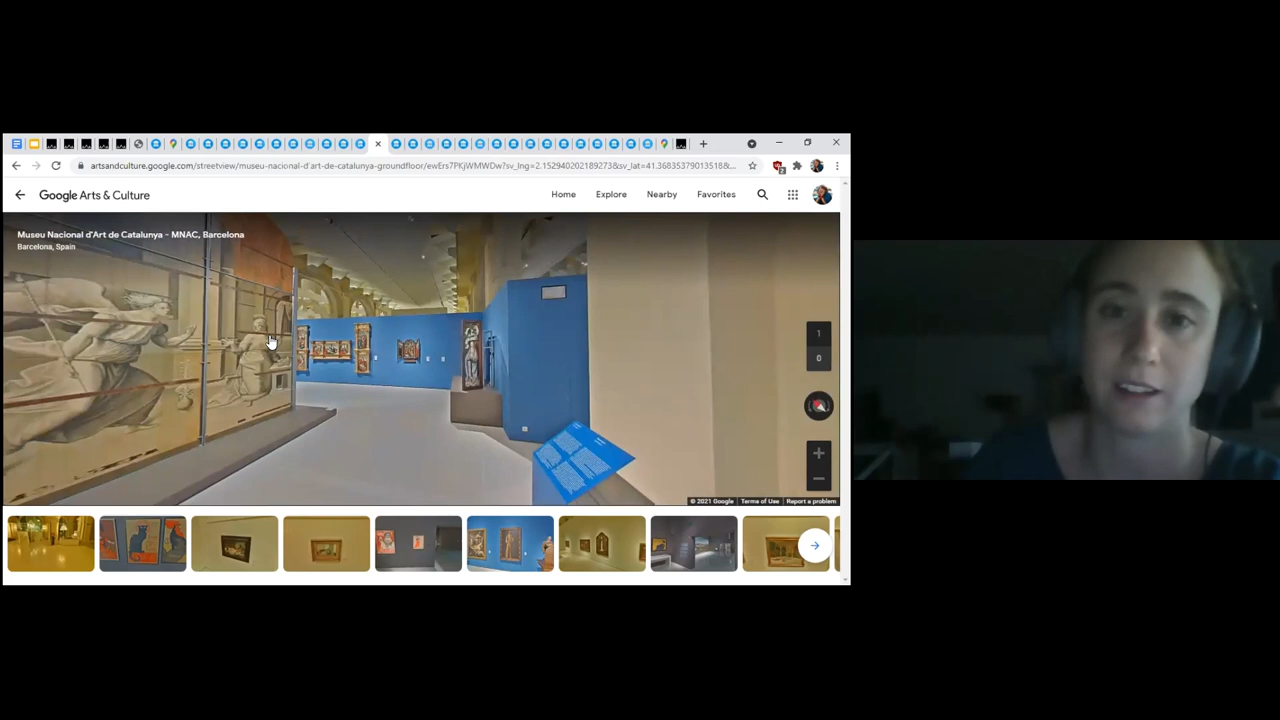 artsandculture.google.com/streetview/museu-nacional-d'art-de-catalunya-groundfloor/ewErs7PKjWMWDw?sv_lng=2.152940202189273&sv_lat=41.36835379013518&...
Google Arts & Culture
Home
Explore
Nearby
Favorites
Museu Nacional d'Art de Catalunya - MNAC, Barcelona
Barcelona, Spain
1
0
© 2021 Google
Terms of Use
Report a problem